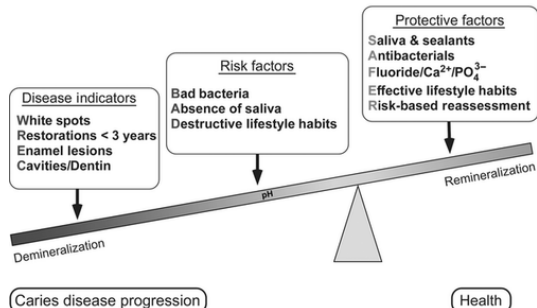 Protective factors
Saliva & sealants
Antibacterials
Fluoride/Ca²⁺/PO₄³⁻
Effective lifestyle habits
Risk-based reassessment
Risk factors
Bad bacteria
Absence of saliva
Destructive lifestyle habits
Disease indicators
White spots
Restorations < 3 years
Enamel lesions
Cavities/Dentin
pH
Remineralization
Demineralization
Caries disease progression
Health